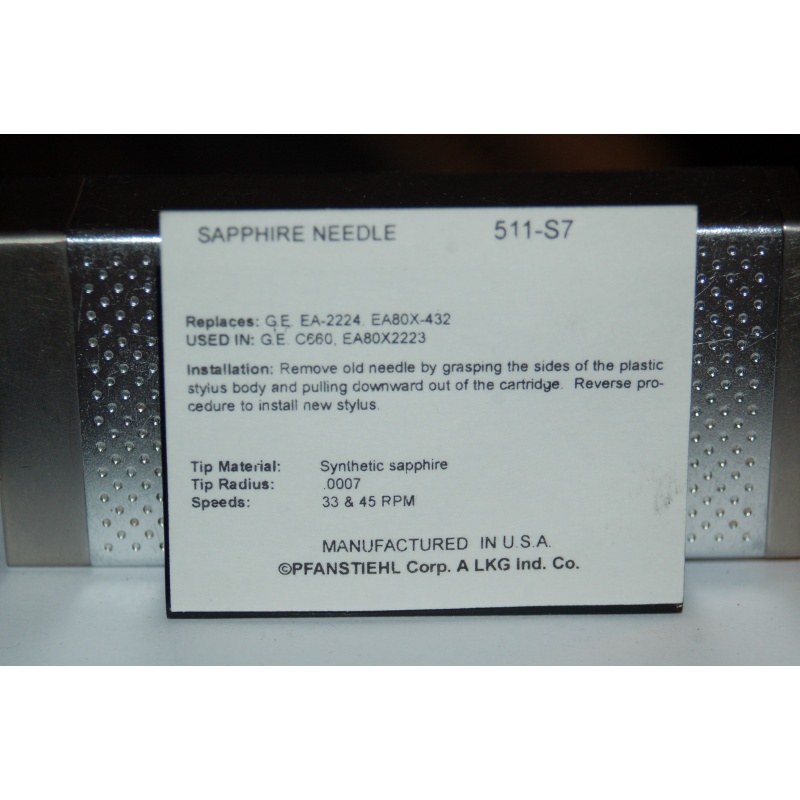 SAPPHIRE NEEDLE 511-S7
Replaces: G.E. EA-2224, EA80X-432
USED IN: G.E. C660, EA80X2223
Installation: Remove old needle by grasping the sides of the plastic
stylus body and pulling downward out of the cartridge. Reverse pro-
cedure to install new stylus.
Tip Material: Synthetic sapphire
Tip Radius: .0007
Speeds: 33 & 45 RPM
MANUFACTURED IN U.S.A.
©PFANSTIEHL Corp. A LKG Ind. Co.